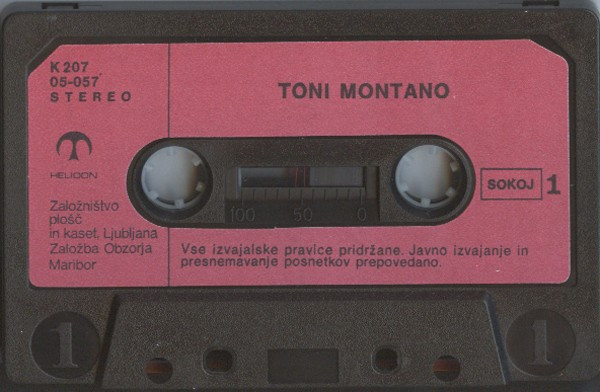 K 207
05-057
STEREO
TONI MONTANO
HELIDON
Založništvo
plošč
in kaset, Ljubljana
Založba Obzorja
Maribor
100 50 0
SOKOJ 1
Vse izvajalske pravice pridržane. Javno izvajanje in
presnemavanje posnetkov prepovedano.
1
1